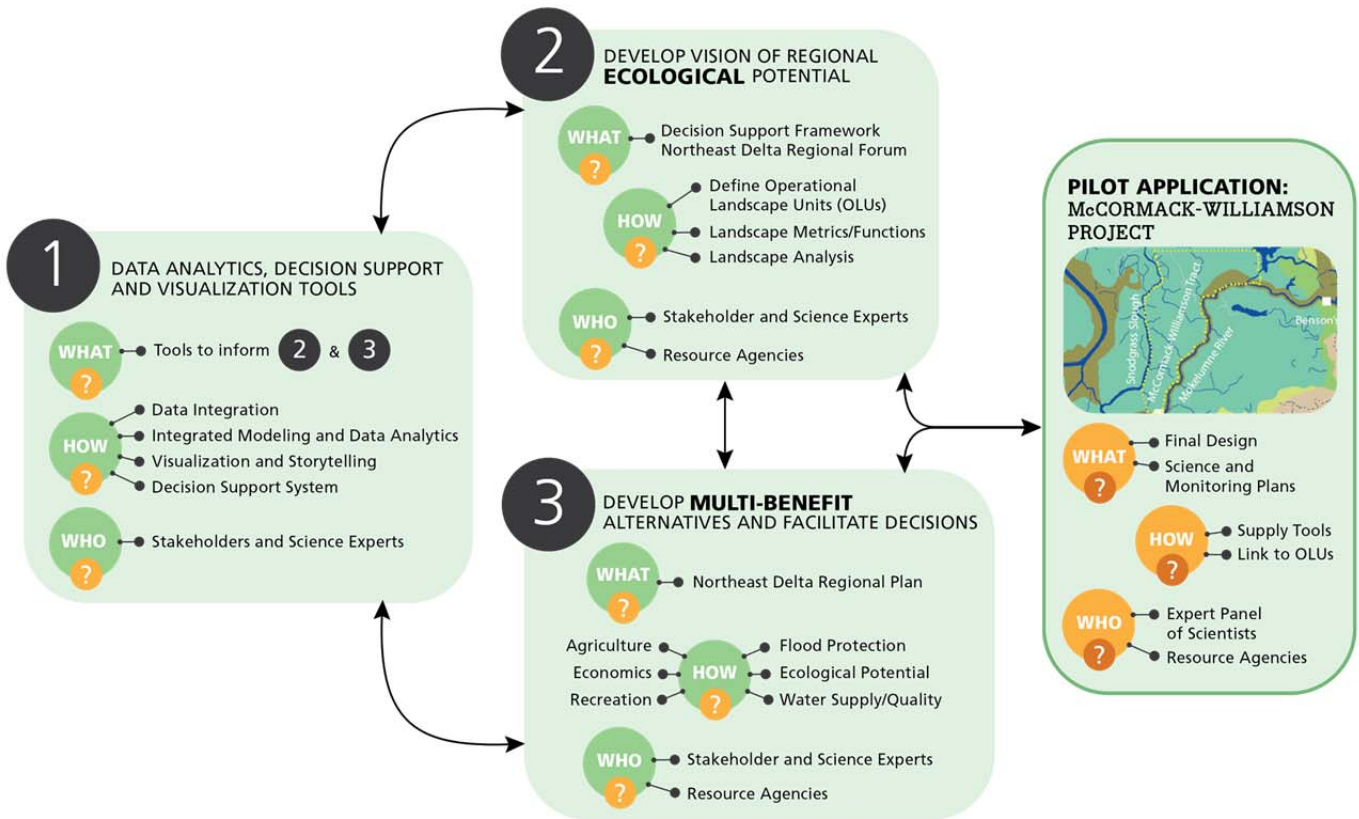 1
DATA ANALYTICS, DECISION SUPPORT
AND VISUALIZATION TOOLS
WHAT
?
Tools to inform 2 & 3
HOW
?
Data Integration
Integrated Modeling and Data Analytics
Visualization and Storytelling
Decision Support System
WHO
?
Stakeholders and Science Experts
2
DEVELOP VISION OF REGIONAL
ECOLOGICAL POTENTIAL
WHAT
?
Decision Support Framework
Northeast Delta Regional Forum
HOW
?
Define Operational
Landscape Units (OLUs)
Landscape Metrics/Functions
Landscape Analysis
WHO
?
Stakeholder and Science Experts
Resource Agencies
3
DEVELOP MULTI-BENEFIT
ALTERNATIVES AND FACILITATE DECISIONS
WHAT
?
Northeast Delta Regional Plan
Agriculture
Economics
Recreation
HOW
?
Flood Protection
Ecological Potential
Water Supply/Quality
WHO
?
Stakeholder and Science Experts
Resource Agencies
PILOT APPLICATION:
McCORMACK-WILLIAMSON
PROJECT
Snodgrass Slough
McCormack-Williamson Tract
Mokelumne River
Benson's
WHAT
?
Final Design
Science and
Monitoring Plans
HOW
?
Supply Tools
Link to OLUs
WHO
?
Expert Panel
of Scientists
Resource Agencies